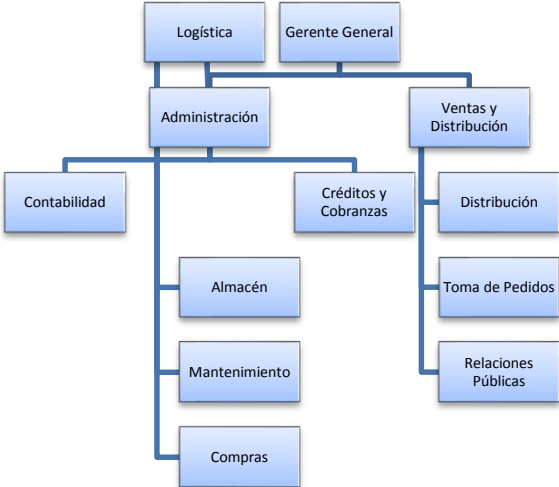 Logística
Gerente General
Administración
Ventas y
Distribución
Contabilidad
Créditos y
Cobranzas
Distribución
Almacén
Toma de Pedidos
Mantenimiento
Relaciones
Públicas
Compras